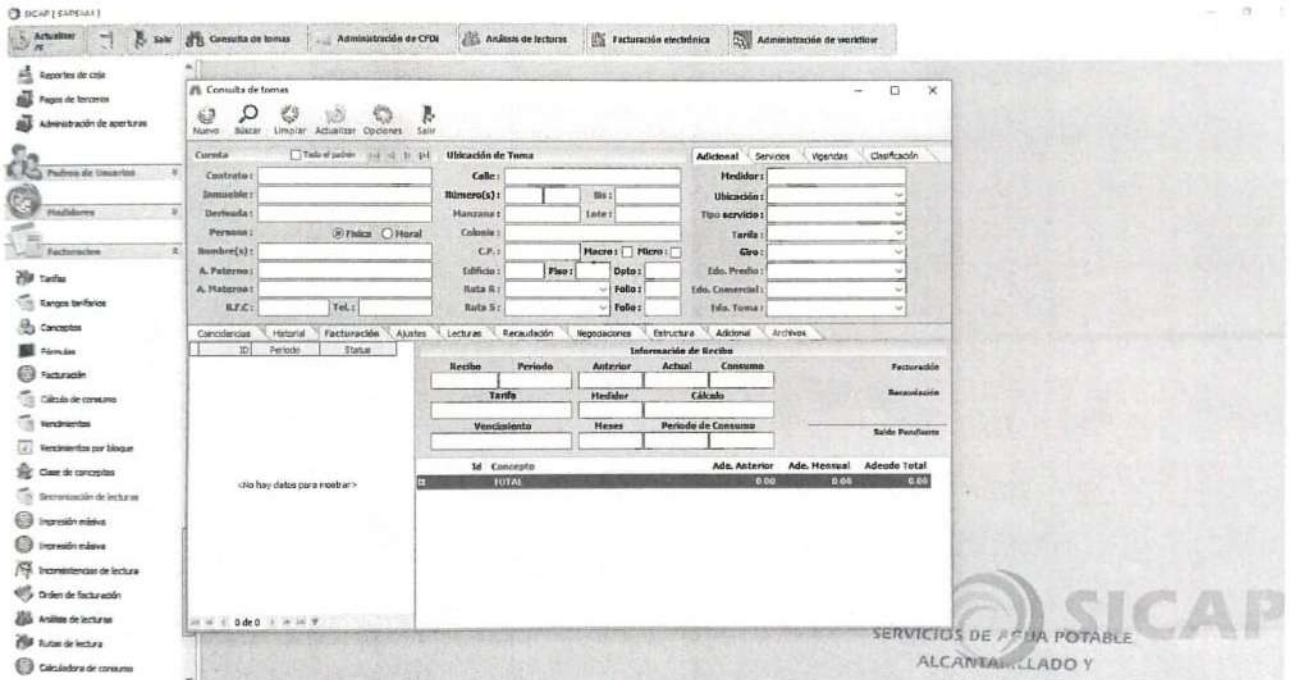 SICAP [ SAPASAJ ]
Actualizar Salir Consulta de tomas Administración de CFDi Análisis de lecturas Facturación electrónica Administración de workflow
Reportes de caja
Pagos de terceros
Administración de aperturas
Padron de Usuarios
Medidores
Facturacion
Tarifas
Rangos tarifarios
Conceptos
Fórmulas
Facturación
Cálculo de consumo
Vencimientos
Vencimientos por bloque
Clase de conceptos
Sincronización de lecturas
Impresión másiva
Impresión másiva
Inconsistencias de lectura
Orden de facturación
Análisis de lecturas
Rutas de lectura
Calculadora de consumo
Consulta de tomas
Nuevo Buscar Limpiar Actualizar Opciones Salir
Cuenta Todo el padrón Ubicación de Toma Adicional Servicios Vigencias Clasificación
Contrato : Calle : Medidor :
Inmueble : Número(s) : Bis : Ubicación :
Derivada : Manzana : Lote : Tipo servicio :
Persona : Física Moral Colonia : Tarifa :
Nombre(s) : C.P. : Macro : Micro : Giro :
A. Paterno : Edificio : Piso : Dpto : Edo. Predio :
A. Materno : Ruta R : Folio : Edo. Comercial :
R.F.C : Tel. : Ruta S : Folio : Edo. Toma :
Coincidencias Historial Facturación Ajustes Lecturas Recaudación Negociaciones Estructura Adicional Archivos
ID Periodo Status Información de Recibo
Recibo Periodo Anterior Actual Consumo Facturación
Tarifa Medidor Cálculo Recaudación
Vencimiento Meses Periodo de Consumo Saldo Pendiente
Id Concepto Ade. Anterior Ade. Mensual Adeudo Total
TOTAL 0.00 0.00 0.00
<No hay datos para mostrar>
0 de 0
SICAP
SERVICIOS DE AGUA POTABLE
ALCANTARILLADO Y